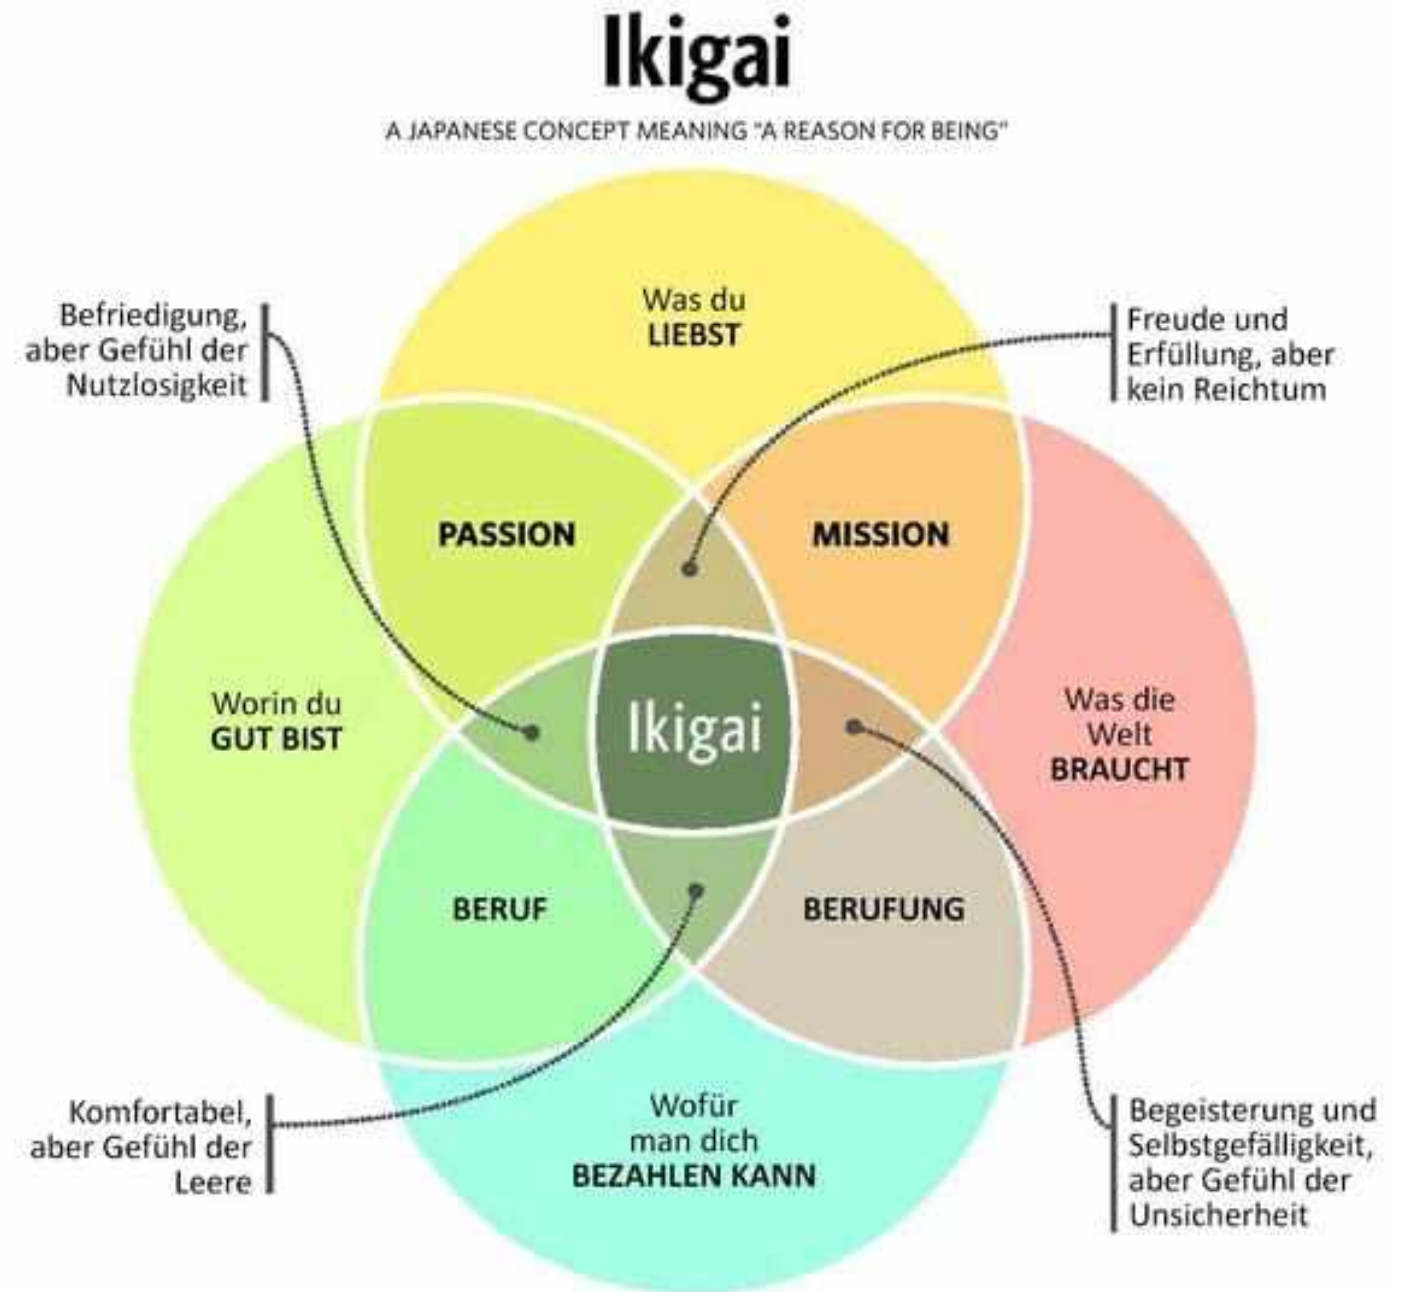 Ikigai
A JAPANESE CONCEPT MEANING "A REASON FOR BEING"
Was du
LIEBST
Befriedigung,
aber Gefühl der
Nutzlosigkeit
Freude und
Erfüllung, aber
kein Reichtum
PASSION
MISSION
Worin du
GUT BIST
Ikigai
Was die
Welt
BRAUCHT
BERUF
BERUFUNG
Wofür
man dich
BEZAHLEN KANN
Komfortabel,
aber Gefühl der
Leere
Begeisterung und
Selbstgefälligkeit,
aber Gefühl der
Unsicherheit